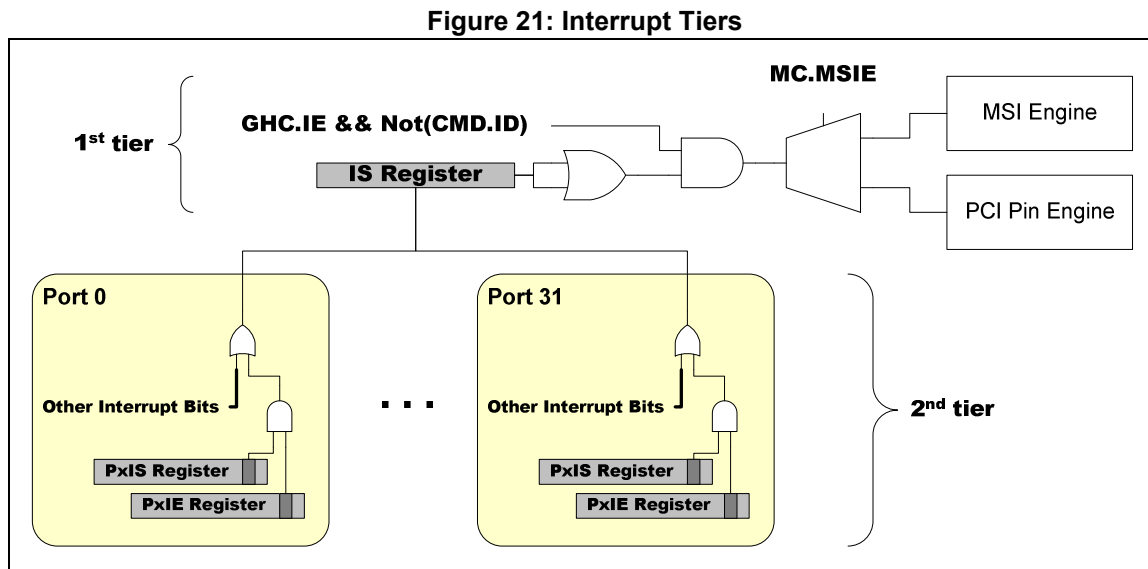 Figure 21: Interrupt Tiers
MC.MSIE
MSI Engine
GHC.IE && Not(CMD.ID)
1st tier
IS Register
PCI Pin Engine
Port 0
Other Interrupt Bits
PxIS Register
PxIE Register
. . .
Port 31
Other Interrupt Bits
PxIS Register
PxIE Register
2nd tier